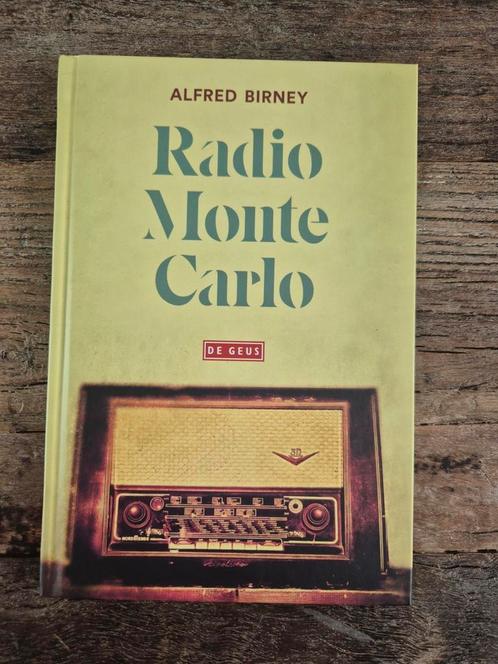 ALFRED BIRNEY
Radio
Monte
Carlo
DE GEUS